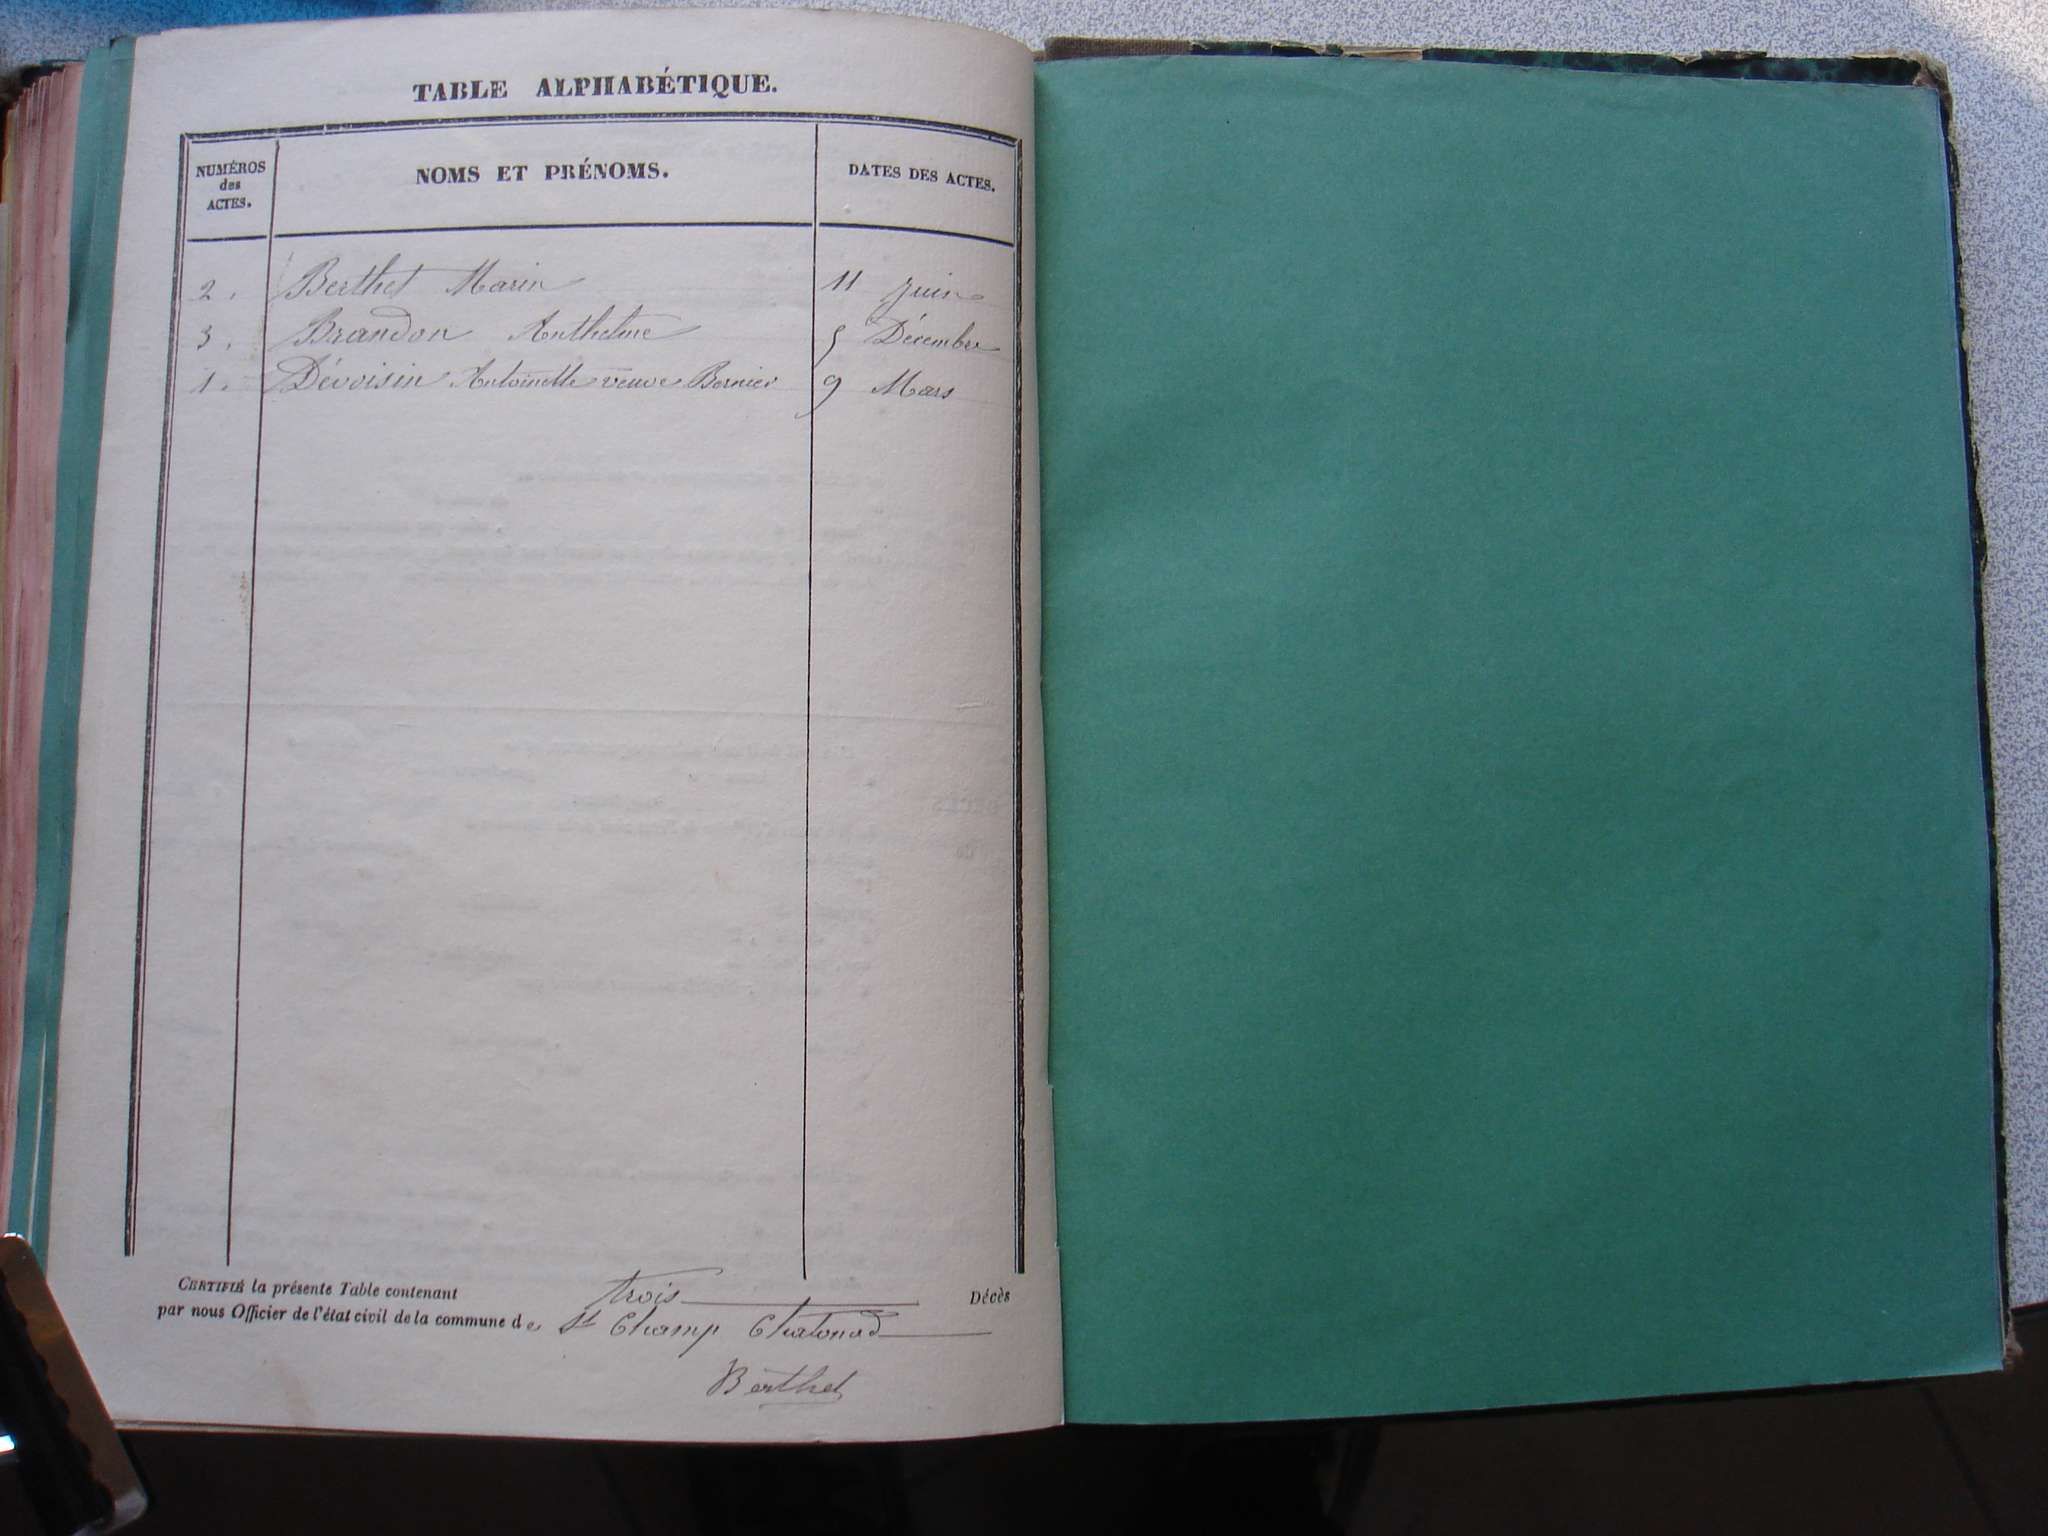 TABLE ALPHABÉTIQUE.
NUMÉROS des ACTES.
NOMS ET PRÉNOMS.
DATES DES ACTES.
2. Berthet Marin 11 Juin
3. Brandon Anthelme 5 Décembre
1. Dévoisin Antoinette veuve Bernier 9 Mars
CERTIFIÉ la présente Table contenant trois Décès
par nous Officier de l'état civil de la commune de St Champ Chatonod
Berthet